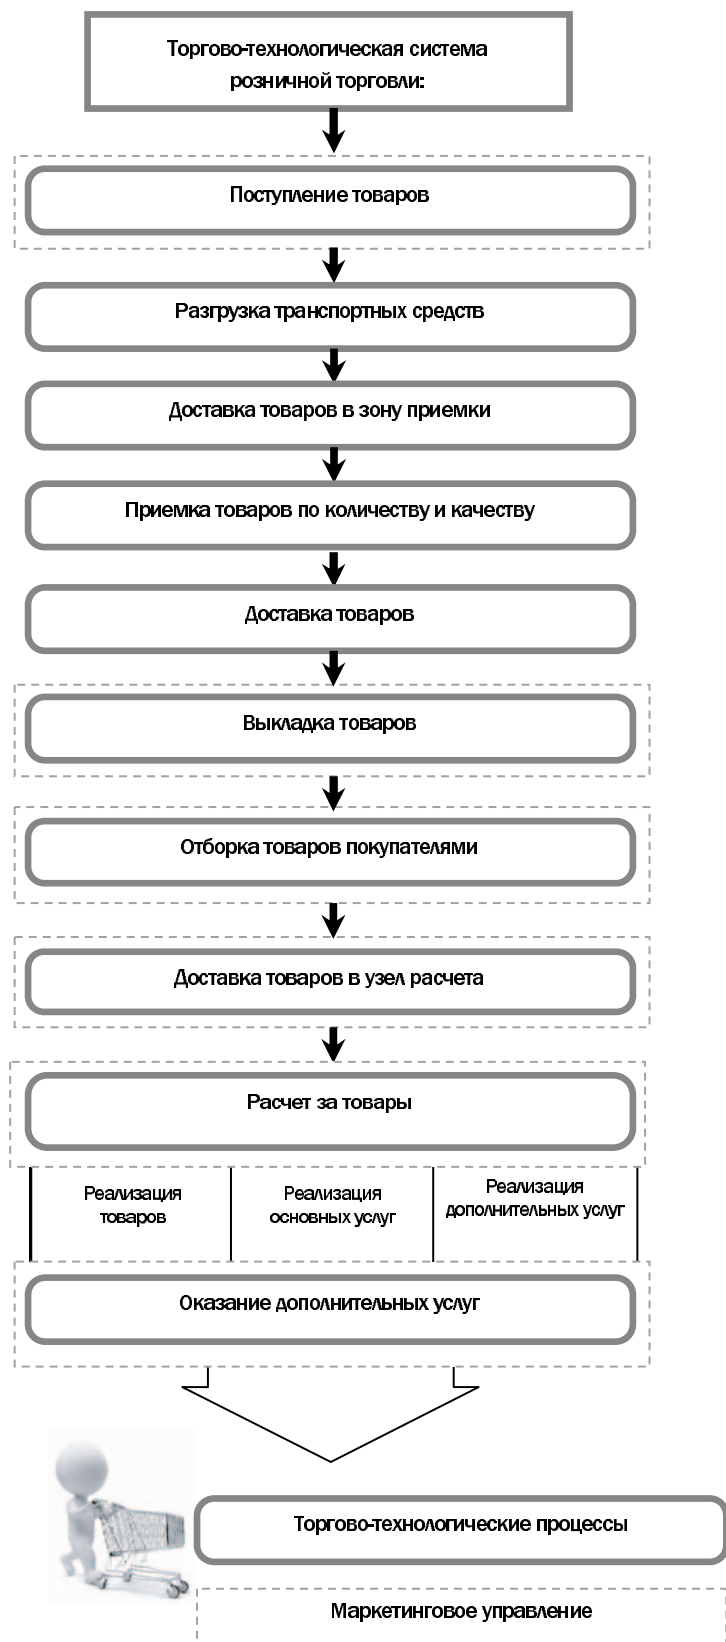 Торгово-технологическая система
розничной торговли:
Поступление товаров
Разгрузка транспортных средств
Доставка товаров в зону приемки
Приемка товаров по количеству и качеству
Доставка товаров
Выкладка товаров
Отборка товаров покупателями
Доставка товаров в узел расчета
Расчет за товары
Реализация
товаров
Реализация
основных услуг
Реализация
дополнительных услуг
Оказание дополнительных услуг
Торгово-технологические процессы
Маркетинговое управление